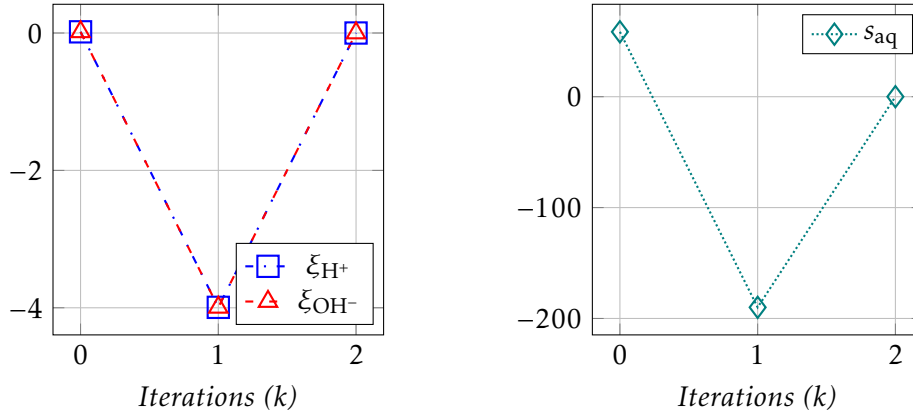 0
−2
−4
0 1 2
Iterations (k)
ξH⁺
ξOH⁻
0
−100
−200
0 1 2
Iterations (k)
saq